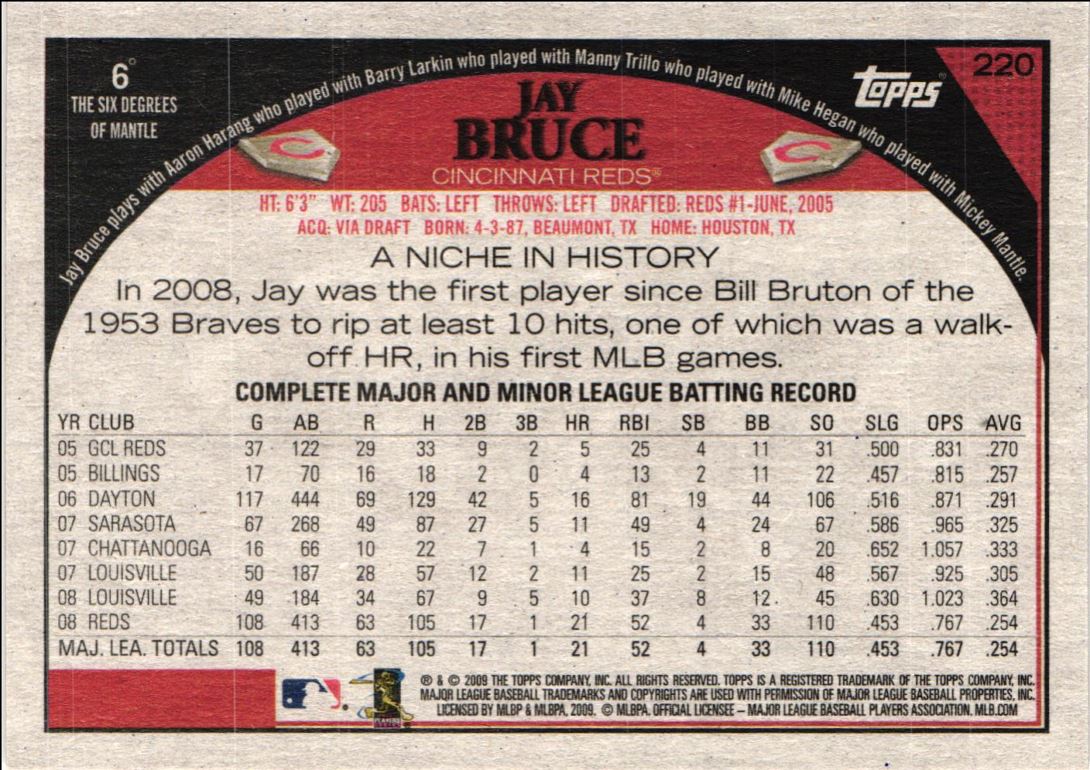 6°
THE SIX DEGREES
OF MANTLE
Jay Bruce plays with Aaron Harang who played with Barry Larkin who played with Manny Trillo who played with Mike Hegan who played with Mickey Mantle.
TOPPS®
220
JAY
BRUCE
CINCINNATI REDS®
C
C
HT: 6'3" WT: 205 BATS: LEFT THROWS: LEFT DRAFTED: REDS #1-JUNE, 2005
ACQ: VIA DRAFT BORN: 4-3-87, BEAUMONT, TX HOME: HOUSTON, TX
A NICHE IN HISTORY
In 2008, Jay was the first player since Bill Bruton of the
1953 Braves to rip at least 10 hits, one of which was a walk-
off HR, in his first MLB games.
COMPLETE MAJOR AND MINOR LEAGUE BATTING RECORD
YR CLUB G AB R H 2B 3B HR RBI SB BB SO SLG OPS AVG
05 GCL REDS 37 122 29 33 9 2 5 25 4 11 31 .500 .831 .270
05 BILLINGS 17 70 16 18 2 0 4 13 2 11 22 .457 .815 .257
06 DAYTON 117 444 69 129 42 5 16 81 19 44 106 .516 .871 .291
07 SARASOTA 67 268 49 87 27 5 11 49 4 24 67 .586 .965 .325
07 CHATTANOOGA 16 66 10 22 7 1 4 15 2 8 20 .652 1.057 .333
07 LOUISVILLE 50 187 28 57 12 2 11 25 2 15 48 .567 .925 .305
08 LOUISVILLE 49 184 34 67 9 5 10 37 8 12 45 .630 1.023 .364
08 REDS 108 413 63 105 17 1 21 52 4 33 110 .453 .767 .254
MAJ. LEA. TOTALS 108 413 63 105 17 1 21 52 4 33 110 .453 .767 .254
® & © 2009 THE TOPPS COMPANY, INC. ALL RIGHTS RESERVED. TOPPS IS A REGISTERED TRADEMARK OF THE TOPPS COMPANY, INC.
MAJOR LEAGUE BASEBALL TRADEMARKS AND COPYRIGHTS ARE USED WITH PERMISSION OF MAJOR LEAGUE BASEBALL PROPERTIES, INC.
LICENSED BY MLBP & MLBPA, 2009. © MLBPA. OFFICIAL LICENSEE – MAJOR LEAGUE BASEBALL PLAYERS ASSOCIATION. MLB.COM